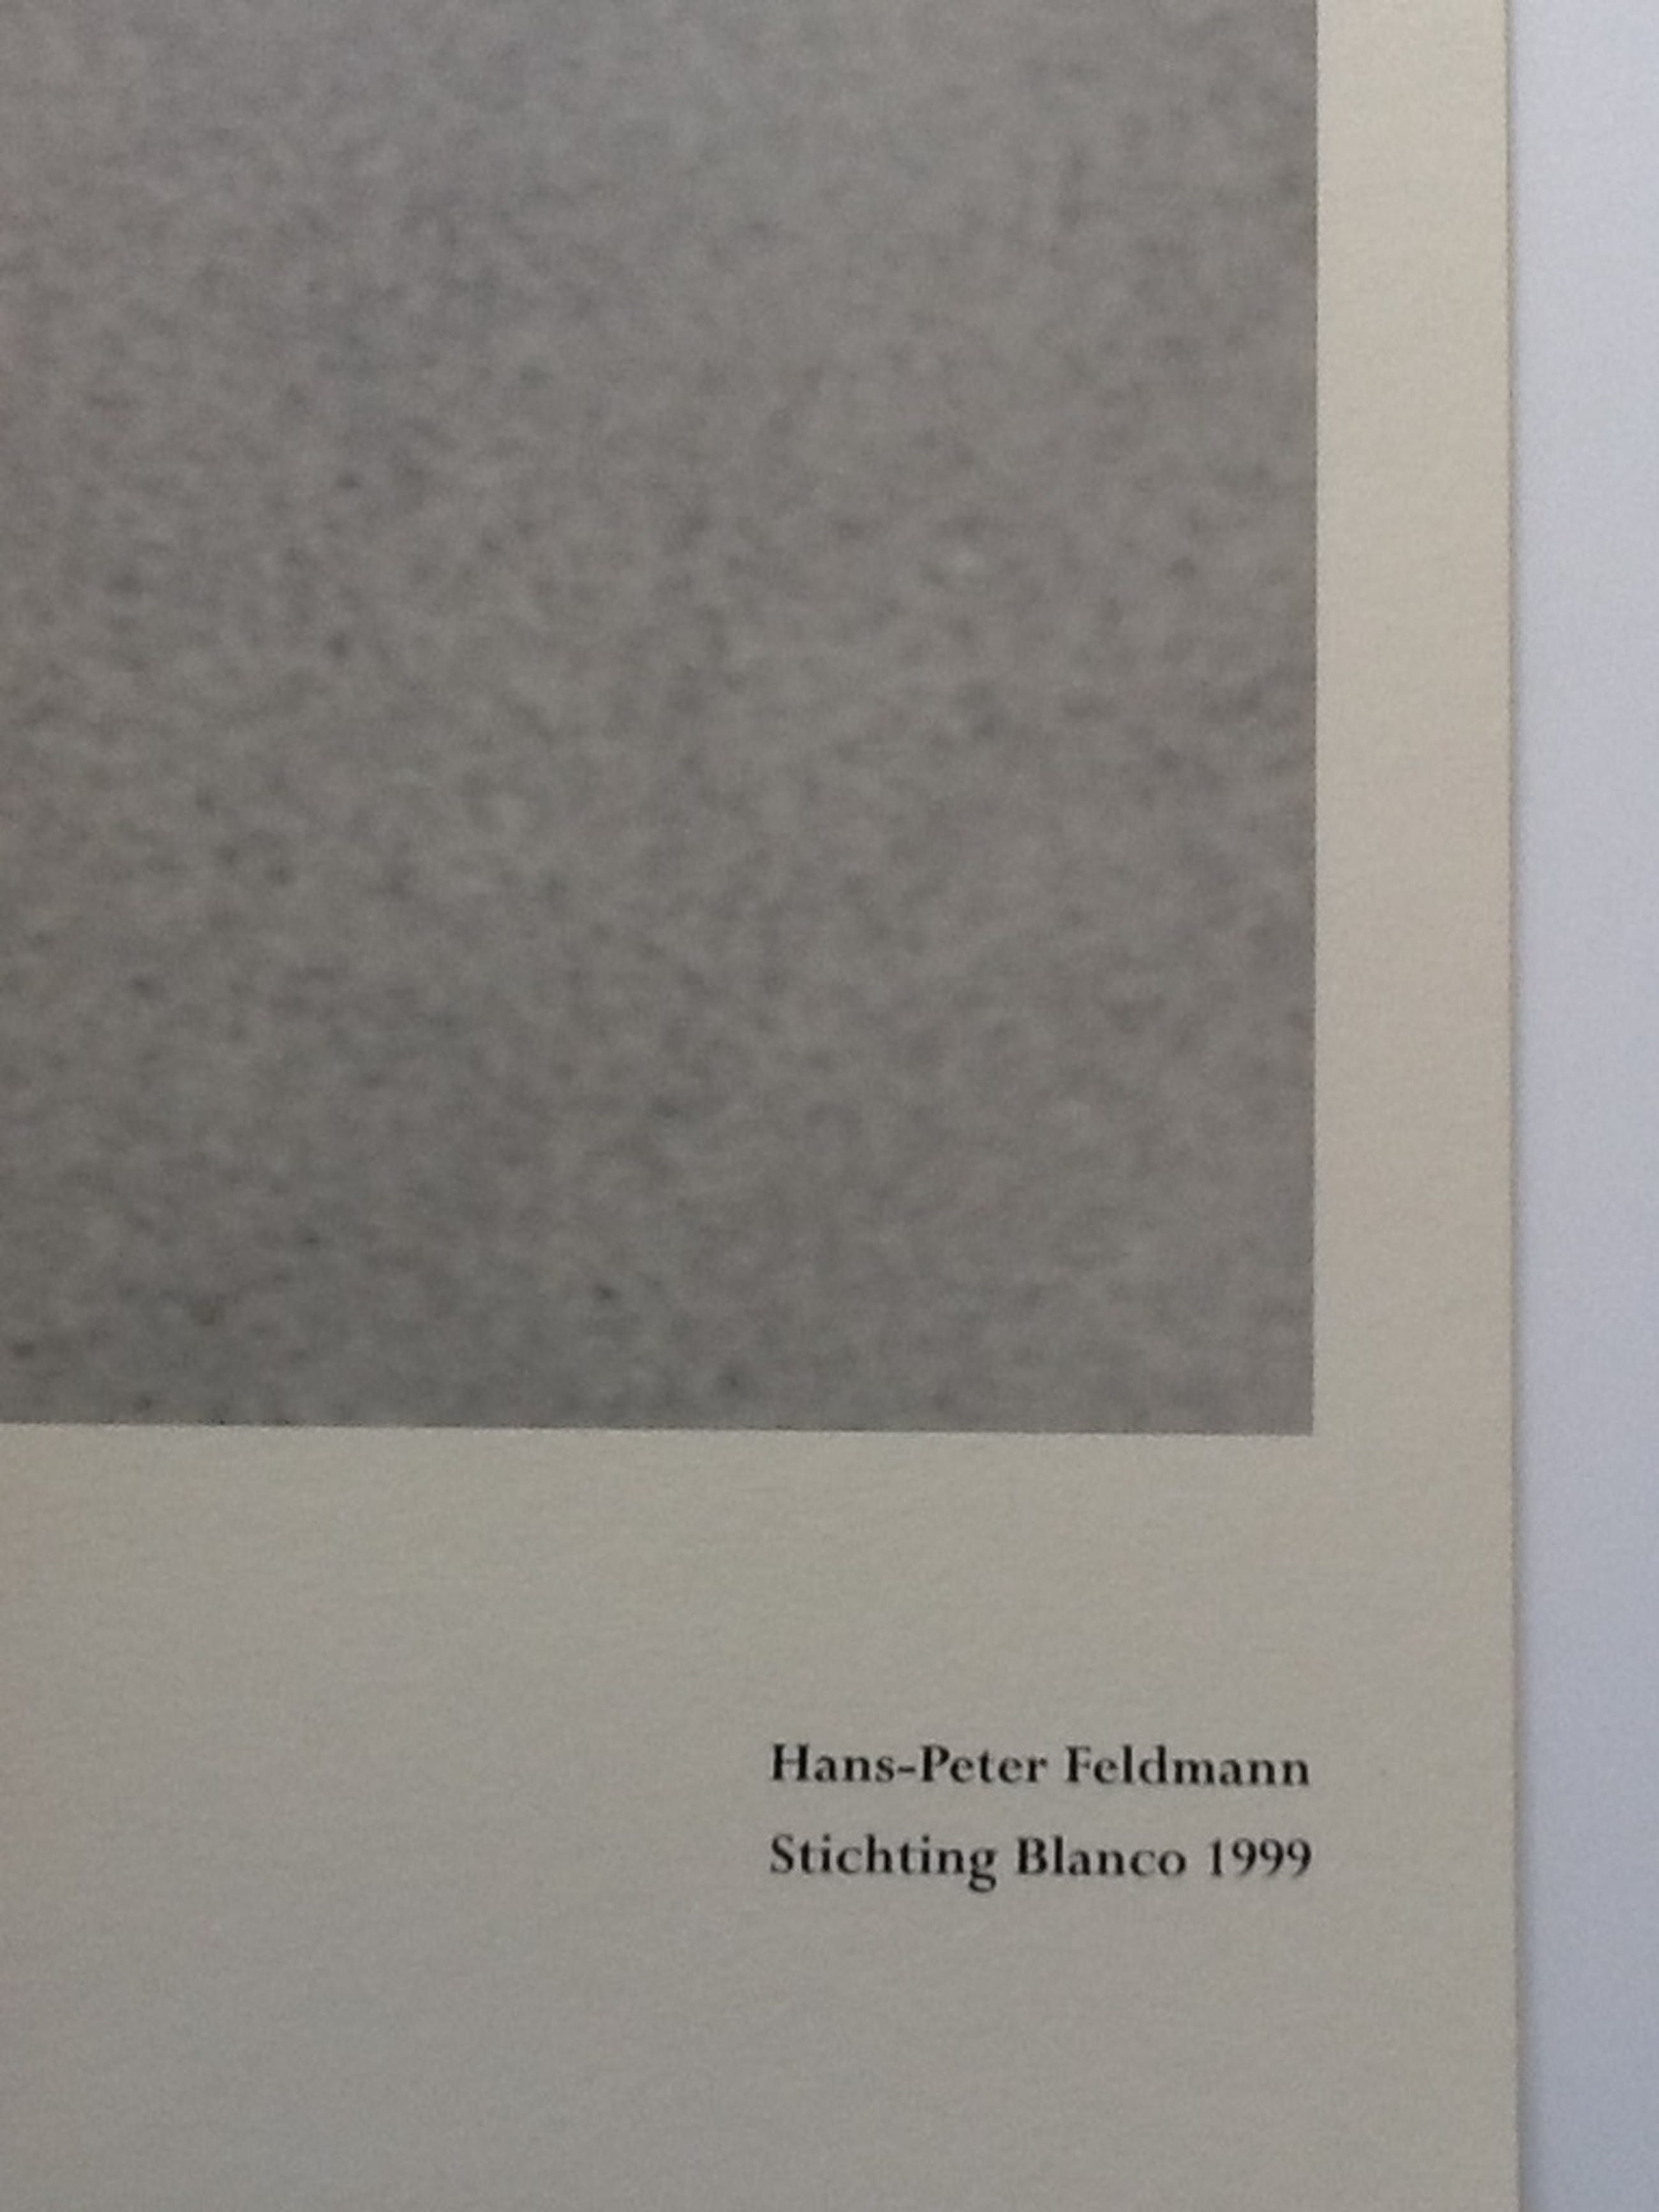 Hans-Peter Feldmann
Stichting Blanco 1999